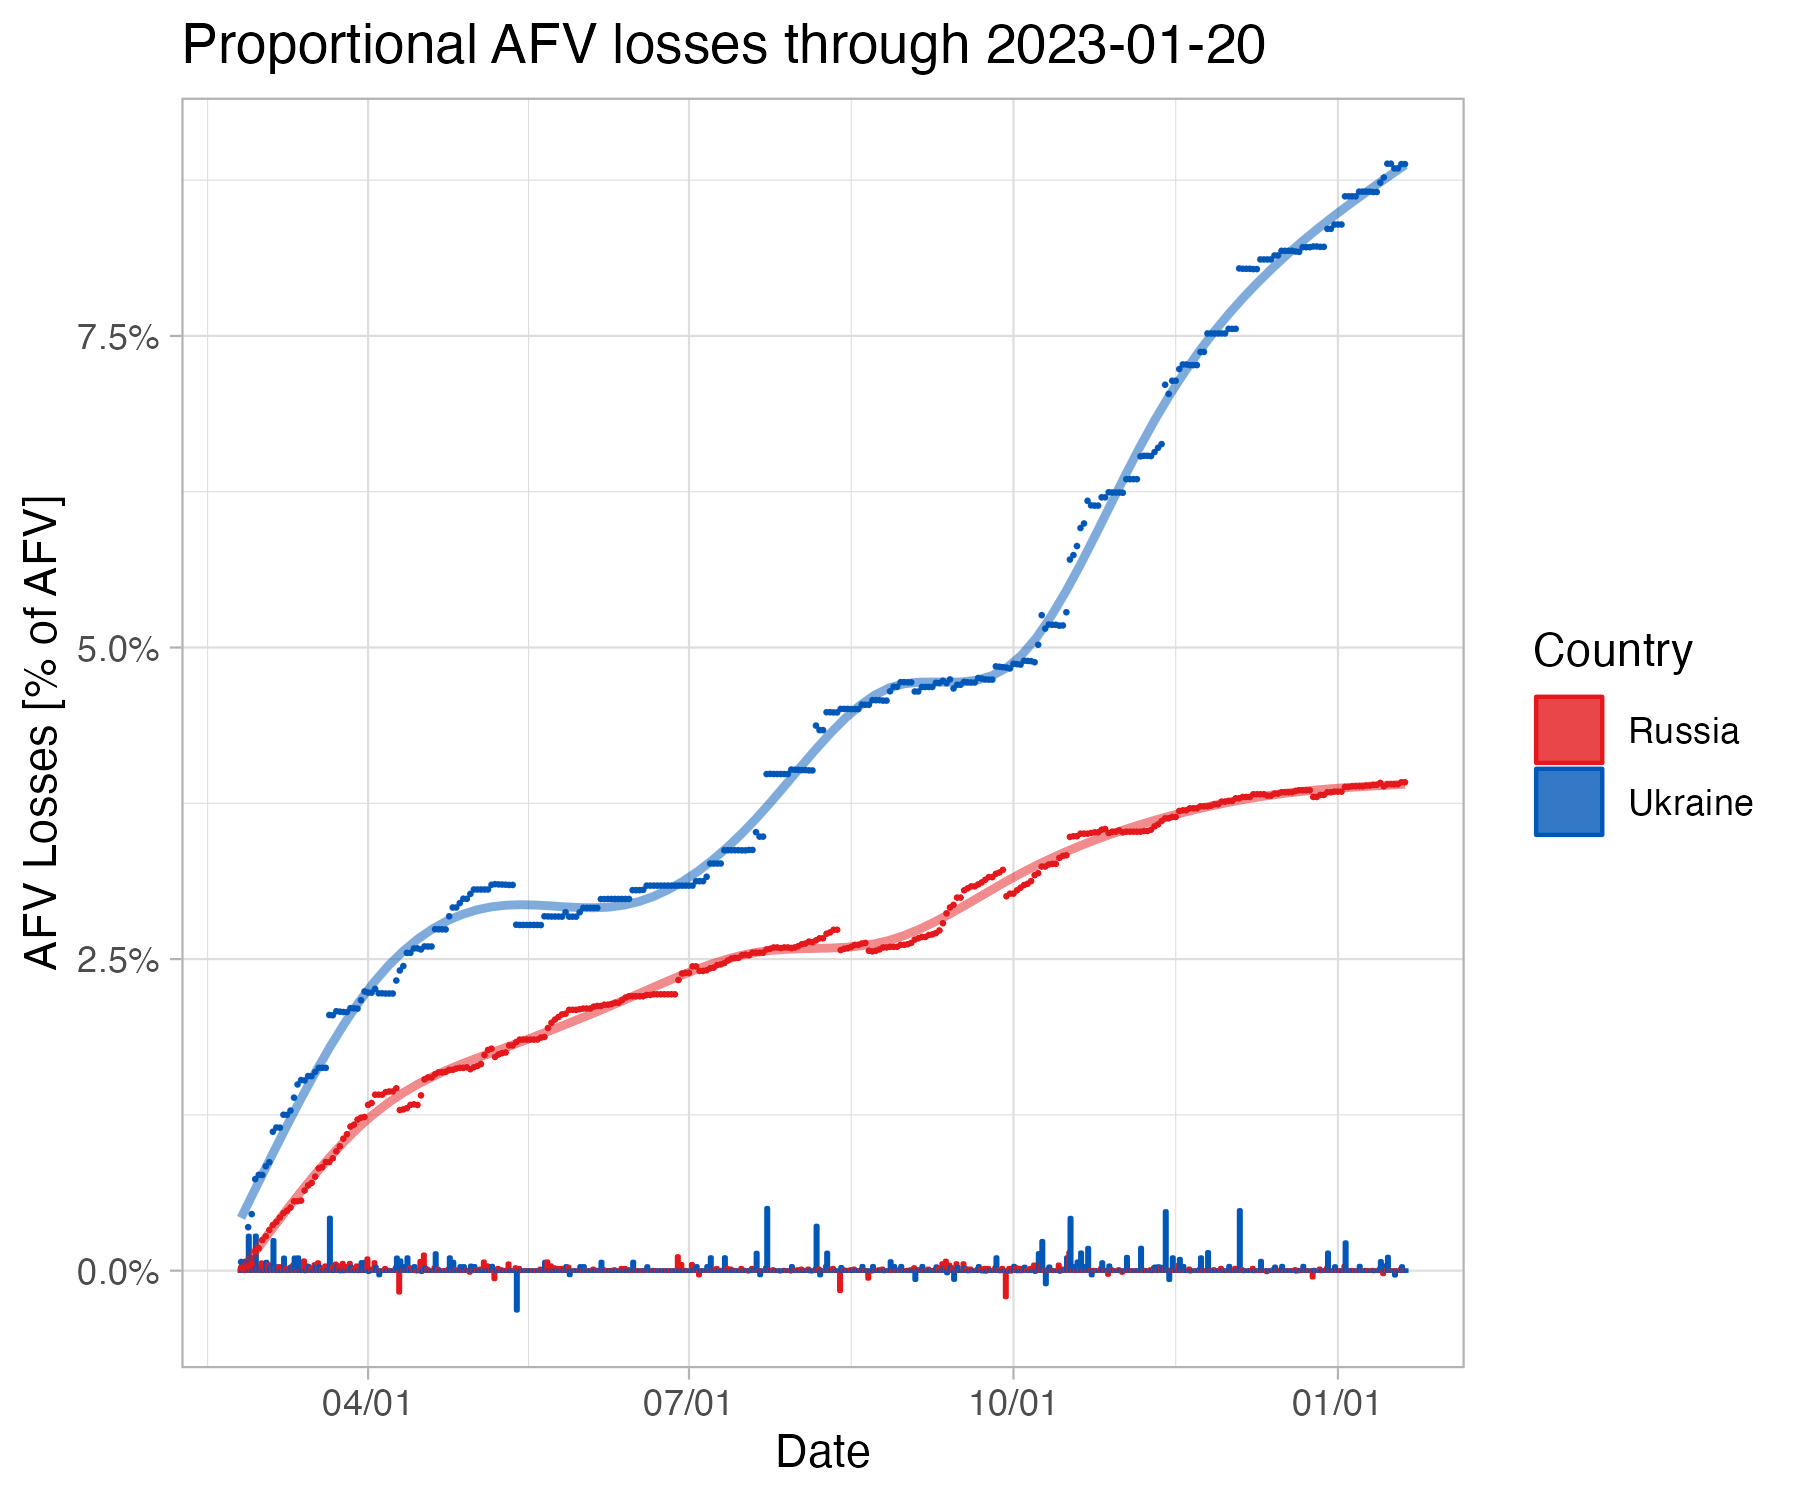 Proportional AFV losses through 2023-01-20
AFV Losses [% of AFV]
7.5%
5.0%
2.5%
0.0%
04/01
07/01
10/01
01/01
Date
Country
Russia
Ukraine